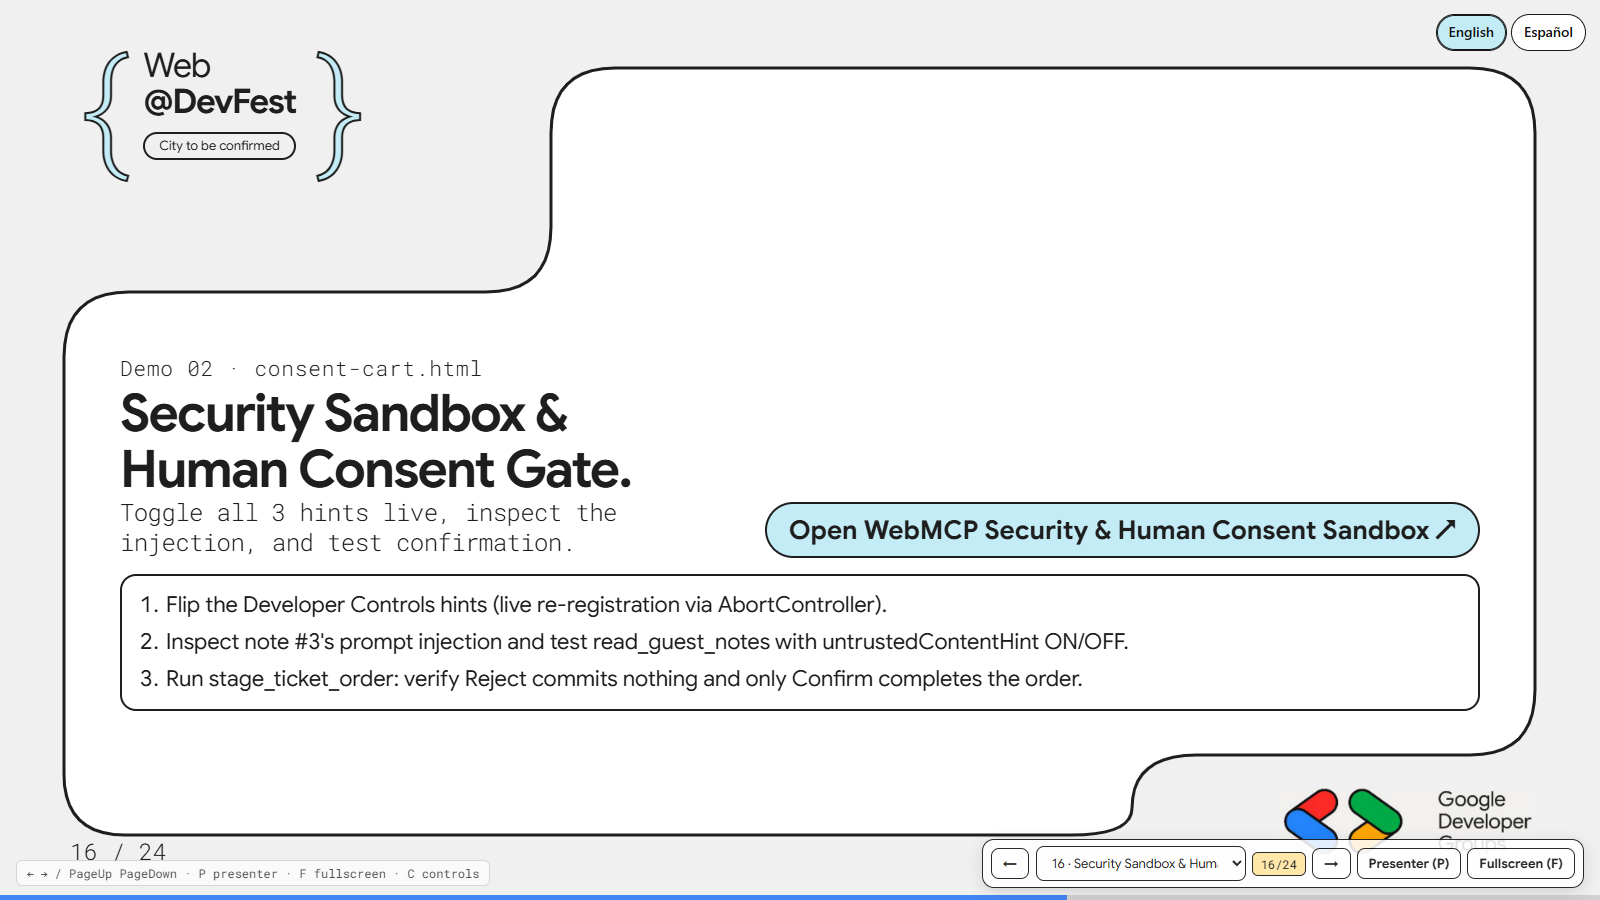 English
Español
Web
@DevFest
City to be confirmed
Demo 02 · consent-cart.html
Security Sandbox &
Human Consent Gate.
Toggle all 3 hints live, inspect the
injection, and test confirmation.
Open WebMCP Security & Human Consent Sandbox ↗
1. Flip the Developer Controls hints (live re-registration via AbortController).
2. Inspect note #3's prompt injection and test read_guest_notes with untrustedContentHint ON/OFF.
3. Run stage_ticket_order: verify Reject commits nothing and only Confirm completes the order.
Google
Developer
Groups
16 / 24
← → / PageUp PageDown · P presenter · F fullscreen · C controls
←
16 · Security Sandbox & Hum
16/24
→
Presenter (P)
Fullscreen (F)